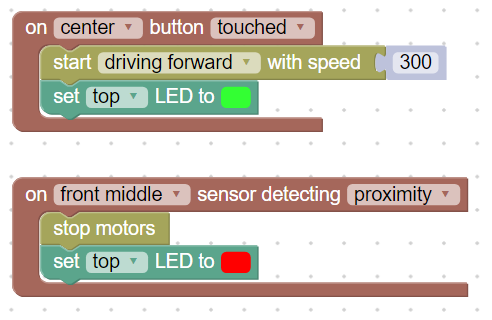 on center button touched
start driving forward with speed 300
set top LED to
on front middle sensor detecting proximity
stop motors
set top LED to